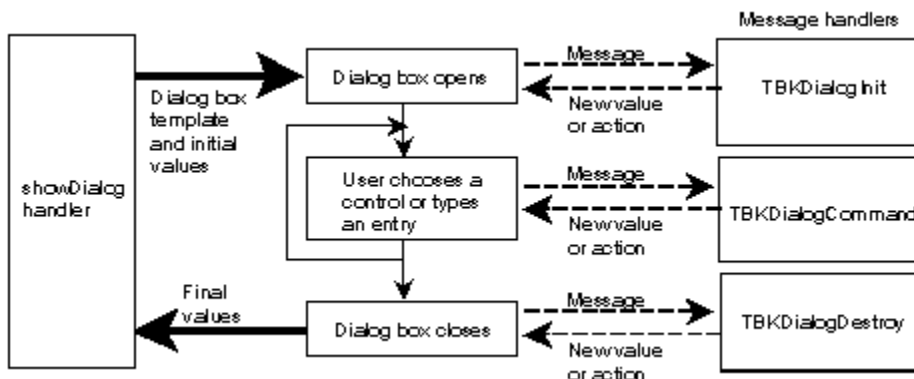 Message handlers
showDialog
handler
Dialog box
template
and initial
values
Dialog box opens
Message
New value
or action
TBKDialogInit
User chooses a
control or types
an entry
Message
New value
or action
TBKDialogCommand
Final
values
Dialog box closes
Message
New value
or action
TBKDialogDestroy